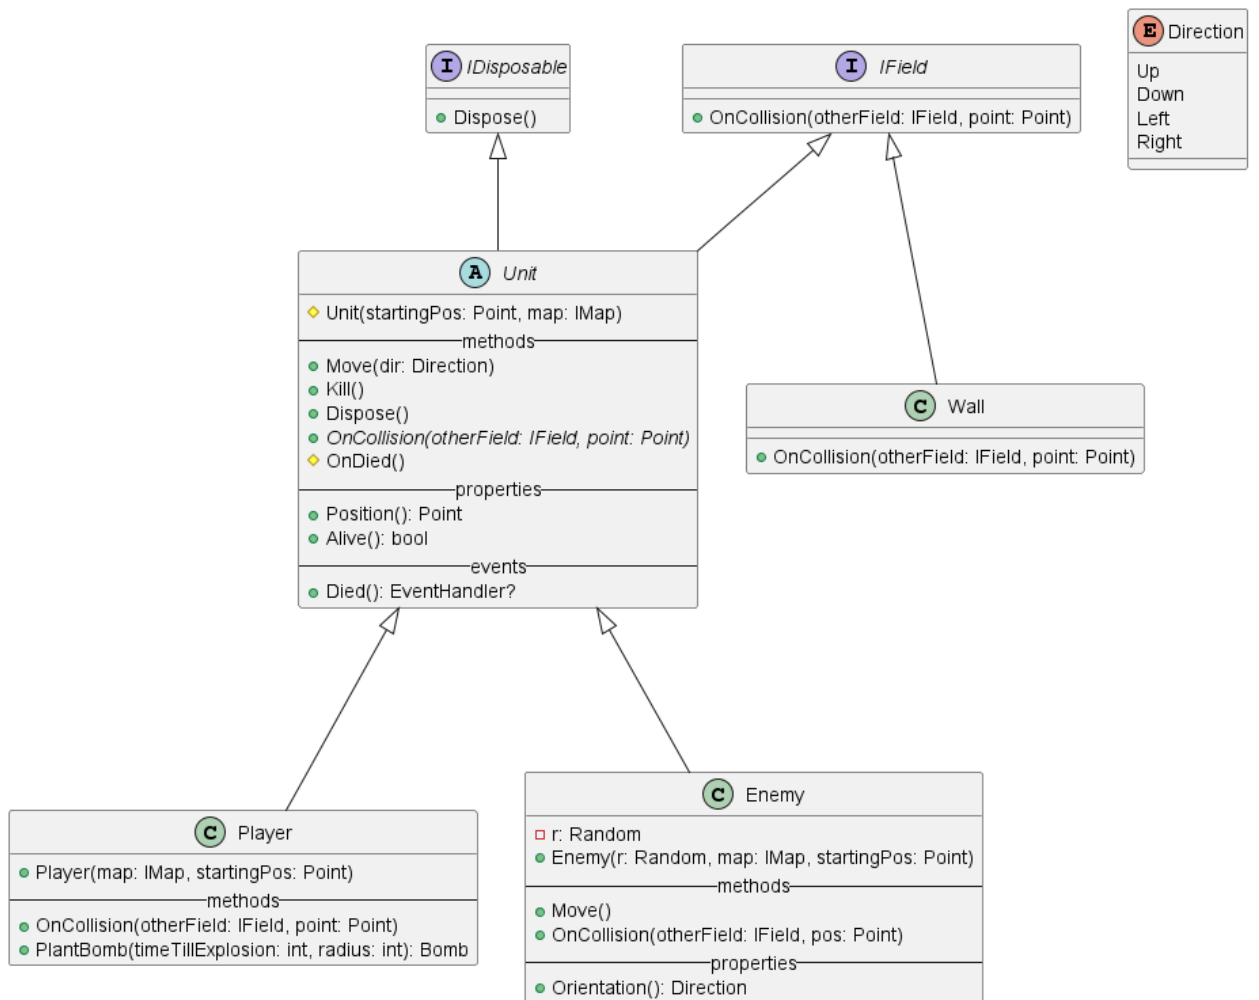 I IDisposable
Dispose()
I IField
OnCollision(otherField: IField, point: Point)
E Direction
Up
Down
Left
Right
A Unit
Unit(startingPos: Point, map: IMap)
methods
Move(dir: Direction)
Kill()
Dispose()
OnCollision(otherField: IField, point: Point)
OnDied()
properties
Position(): Point
Alive(): bool
events
Died(): EventHandler?
C Wall
OnCollision(otherField: IField, point: Point)
C Player
Player(map: IMap, startingPos: Point)
methods
OnCollision(otherField: IField, point: Point)
PlantBomb(timeTillExplosion: int, radius: int): Bomb
C Enemy
r: Random
Enemy(r: Random, map: IMap, startingPos: Point)
methods
Move()
OnCollision(otherField: IField, pos: Point)
properties
Orientation(): Direction